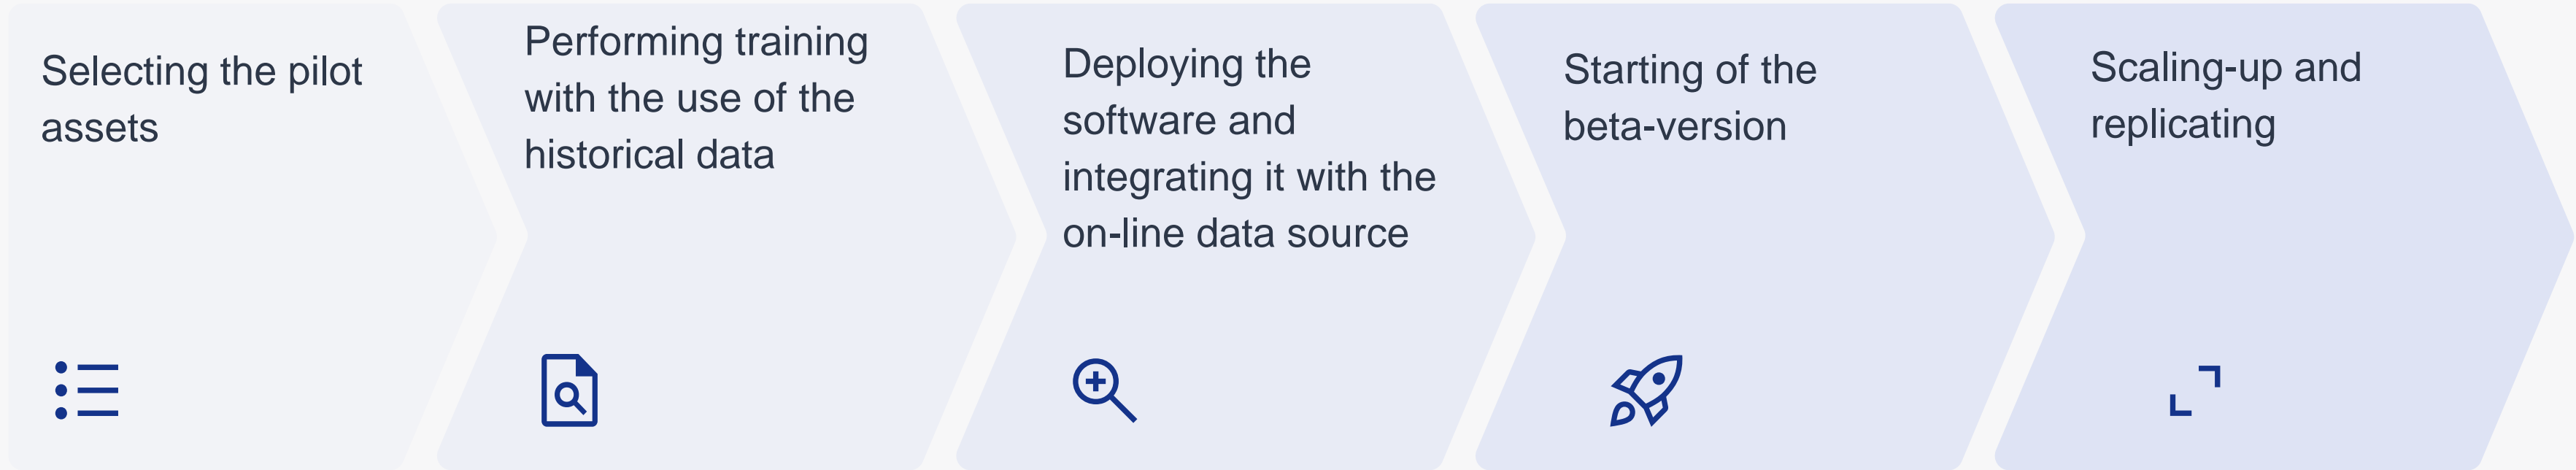 Selecting the pilot
assets
Performing training
with the use of the
historical data
Deploying the
software and
integrating it with the
on-line data source
Starting of the
beta-version
Scaling-up and
replicating